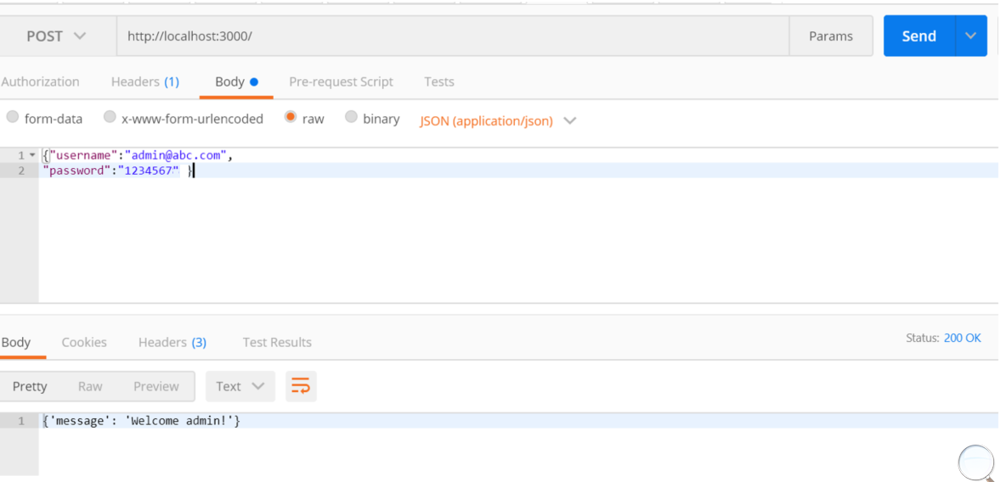 POST http://localhost:3000/ Params Send
Authorization Headers (1) Body Pre-request Script Tests
form-data x-www-form-urlencoded raw binary JSON (application/json)
1 {"username":"admin@abc.com",
2 "password":"1234567" }
Body Cookies Headers (3) Test Results Status: 200 OK
Pretty Raw Preview Text
1 {'message': 'Welcome admin!'}